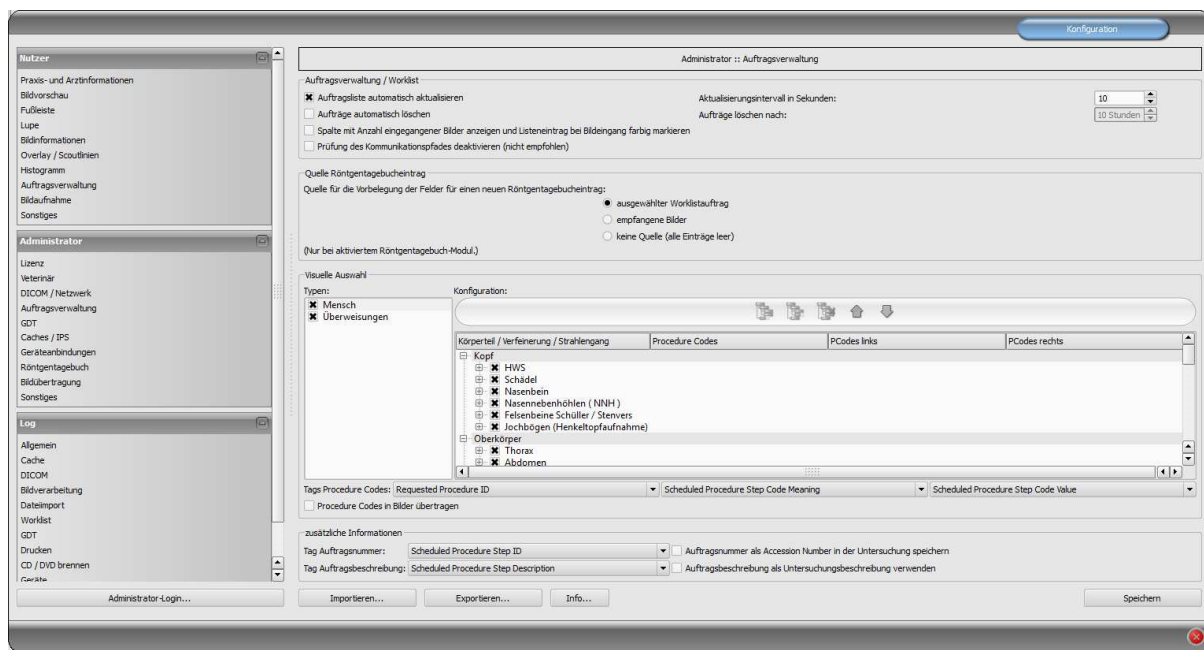 Konfiguration
Nutzer
Praxis- und Arztinformationen
Bildvorschau
Fußleiste
Lupe
Bildinformationen
Overlay / Scoutlinien
Histogramm
Auftragsverwaltung
Bildaufnahme
Sonstiges
Administrator
Lizenz
Veterinär
DICOM / Netzwerk
Auftragsverwaltung
GDT
Caches / IPS
Geräteanbindungen
Röntgentagebuch
Bildübertragung
Sonstiges
Log
Allgemein
Cache
DICOM
Bildverarbeitung
Dateiimport
Worklist
GDT
Drucken
CD / DVD brennen
Geräte
Administrator-Login...
Administrator :: Auftragsverwaltung
Auftragsverwaltung / Worklist
Auftragsliste automatisch aktualisieren Aktualisierungsintervall in Sekunden: 10
Aufträge automatisch löschen Aufträge löschen nach: 10 Stunden
Spalte mit Anzahl eingegangener Bilder anzeigen und Listeneintrag bei Bildeingang farbig markieren
Prüfung des Kommunikationspfades deaktivieren (nicht empfohlen)
Quelle Röntgentagebucheintrag
Quelle für die Vorbelegung der Felder für einen neuen Röntgentagebucheintrag:
ausgewählter Worklistauftrag
empfangene Bilder
keine Quelle (alle Einträge leer)
(Nur bei aktiviertem Röntgentagebuch-Modul.)
Visuelle Auswahl
Typen: Konfiguration:
Mensch
Überweisungen
Körperteil / Verfeinerung / Strahlengang Procedure Codes PCodes links PCodes rechts
Kopf
HWS
Schädel
Nasenbein
Nasennebenhöhlen ( NNH )
Felsenbeine Schüller / Stenvers
Jochbögen (Henkeltopfaufnahme)
Oberkörper
Thorax
Abdomen
Tags Procedure Codes: Requested Procedure ID Scheduled Procedure Step Code Meaning Scheduled Procedure Step Code Value
Procedure Codes in Bilder übertragen
zusätzliche Informationen
Tag Auftragsnummer: Scheduled Procedure Step ID Auftragsnummer als Accession Number in der Untersuchung speichern
Tag Auftragsbeschreibung: Scheduled Procedure Step Description Auftragsbeschreibung als Untersuchungsbeschreibung verwenden
Importieren... Exportieren... Info... Speichern